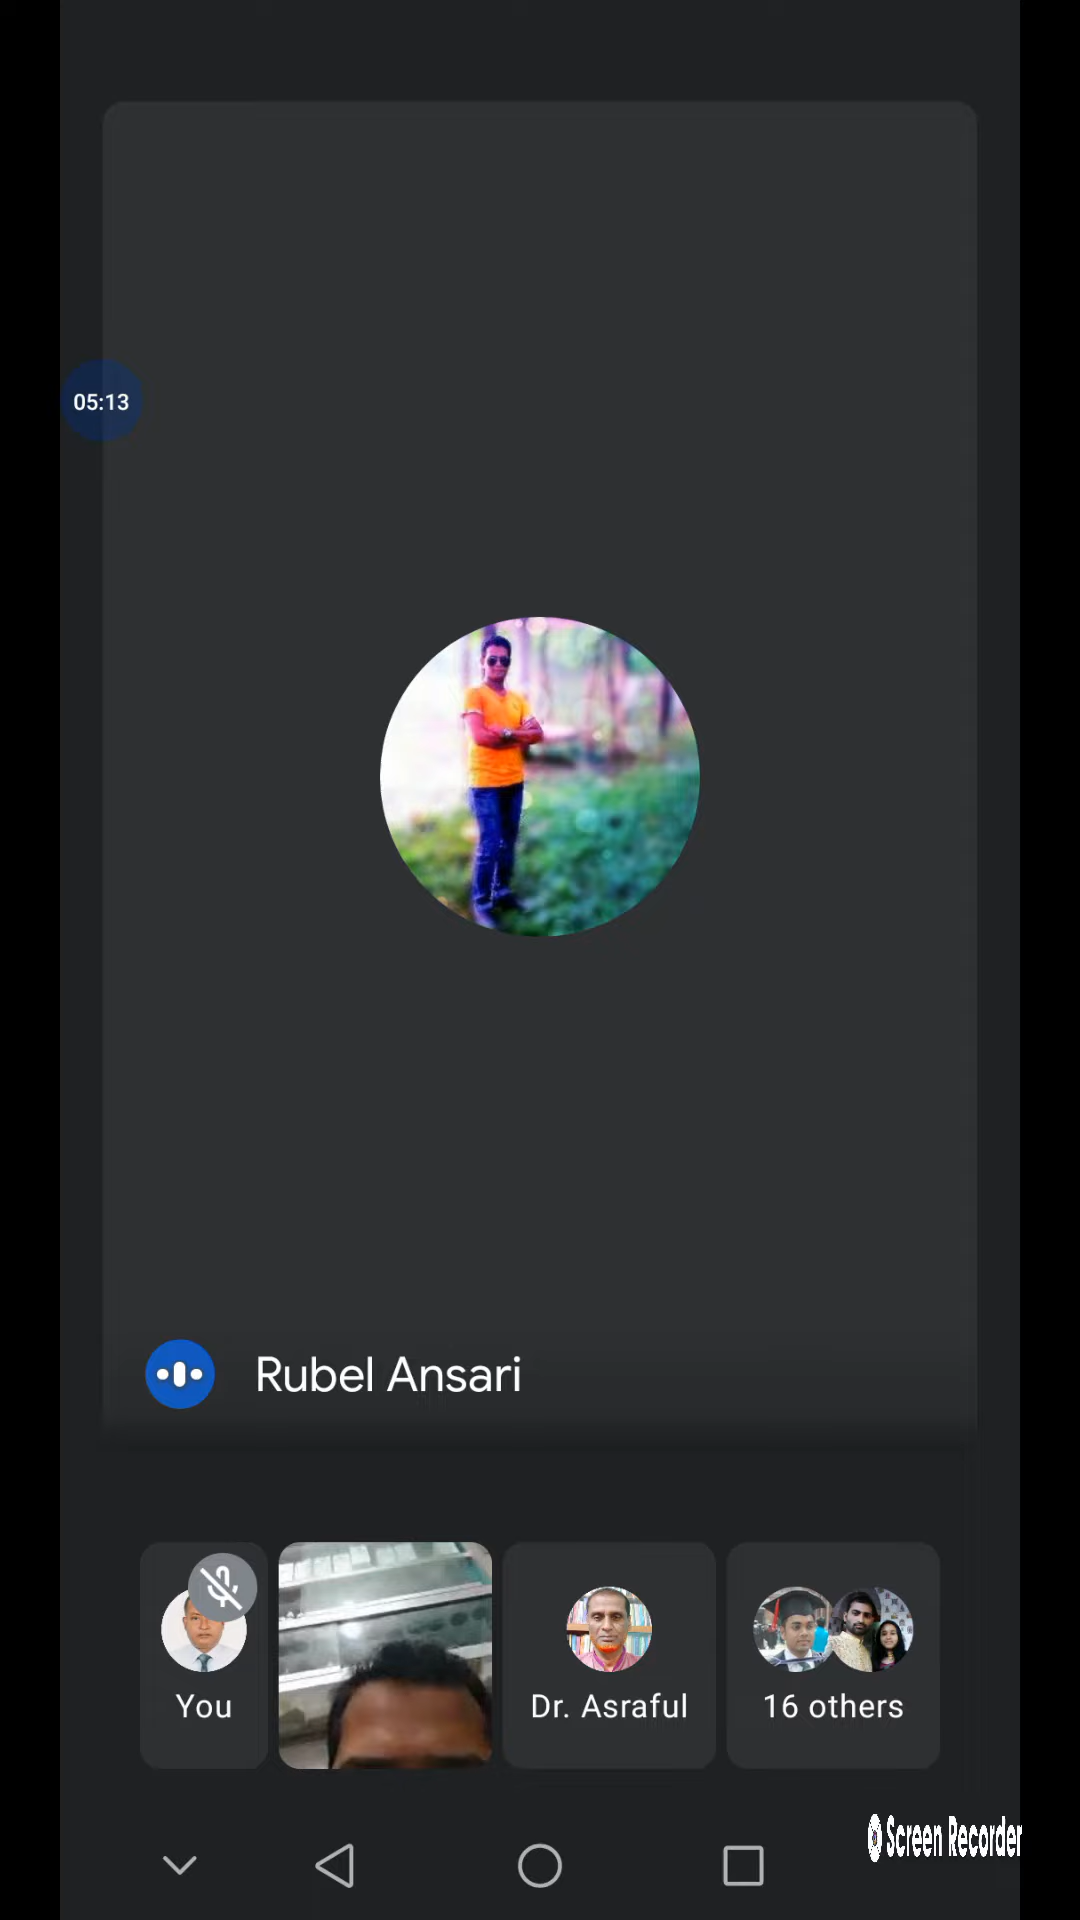 05:13
Rubel Ansari
You
Dr. Asraful
16 others
Screen Recorder